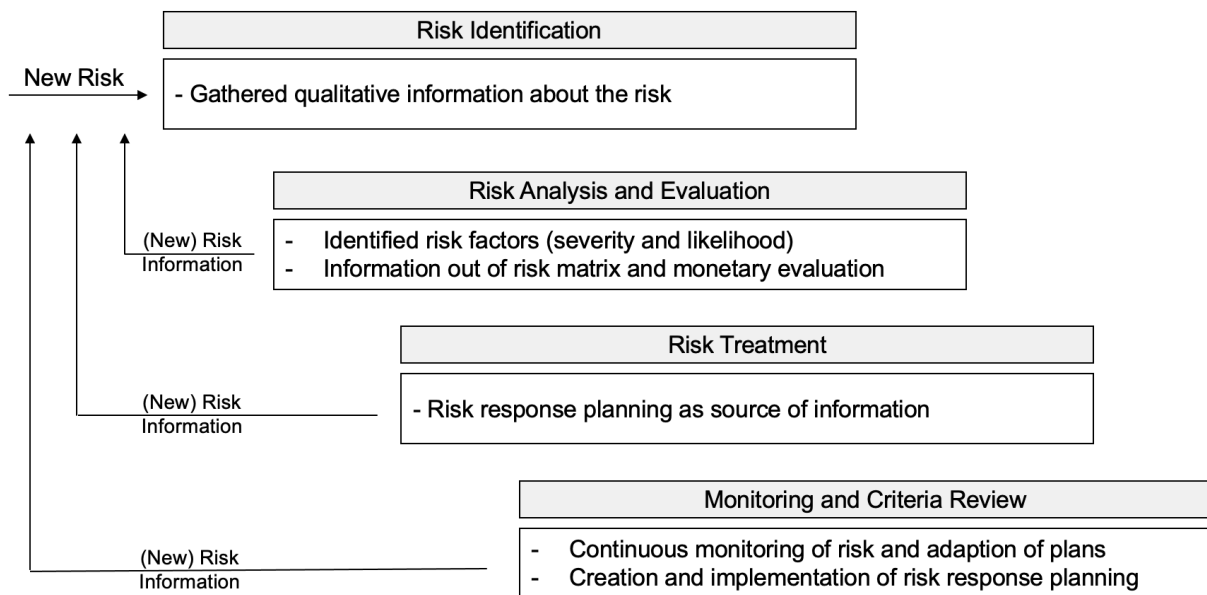 Risk Identification
New Risk
- Gathered qualitative information about the risk
Risk Analysis and Evaluation
(New) Risk
Information
- Identified risk factors (severity and likelihood)
- Information out of risk matrix and monetary evaluation
Risk Treatment
(New) Risk
Information
- Risk response planning as source of information
Monitoring and Criteria Review
(New) Risk
Information
- Continuous monitoring of risk and adaption of plans
- Creation and implementation of risk response planning